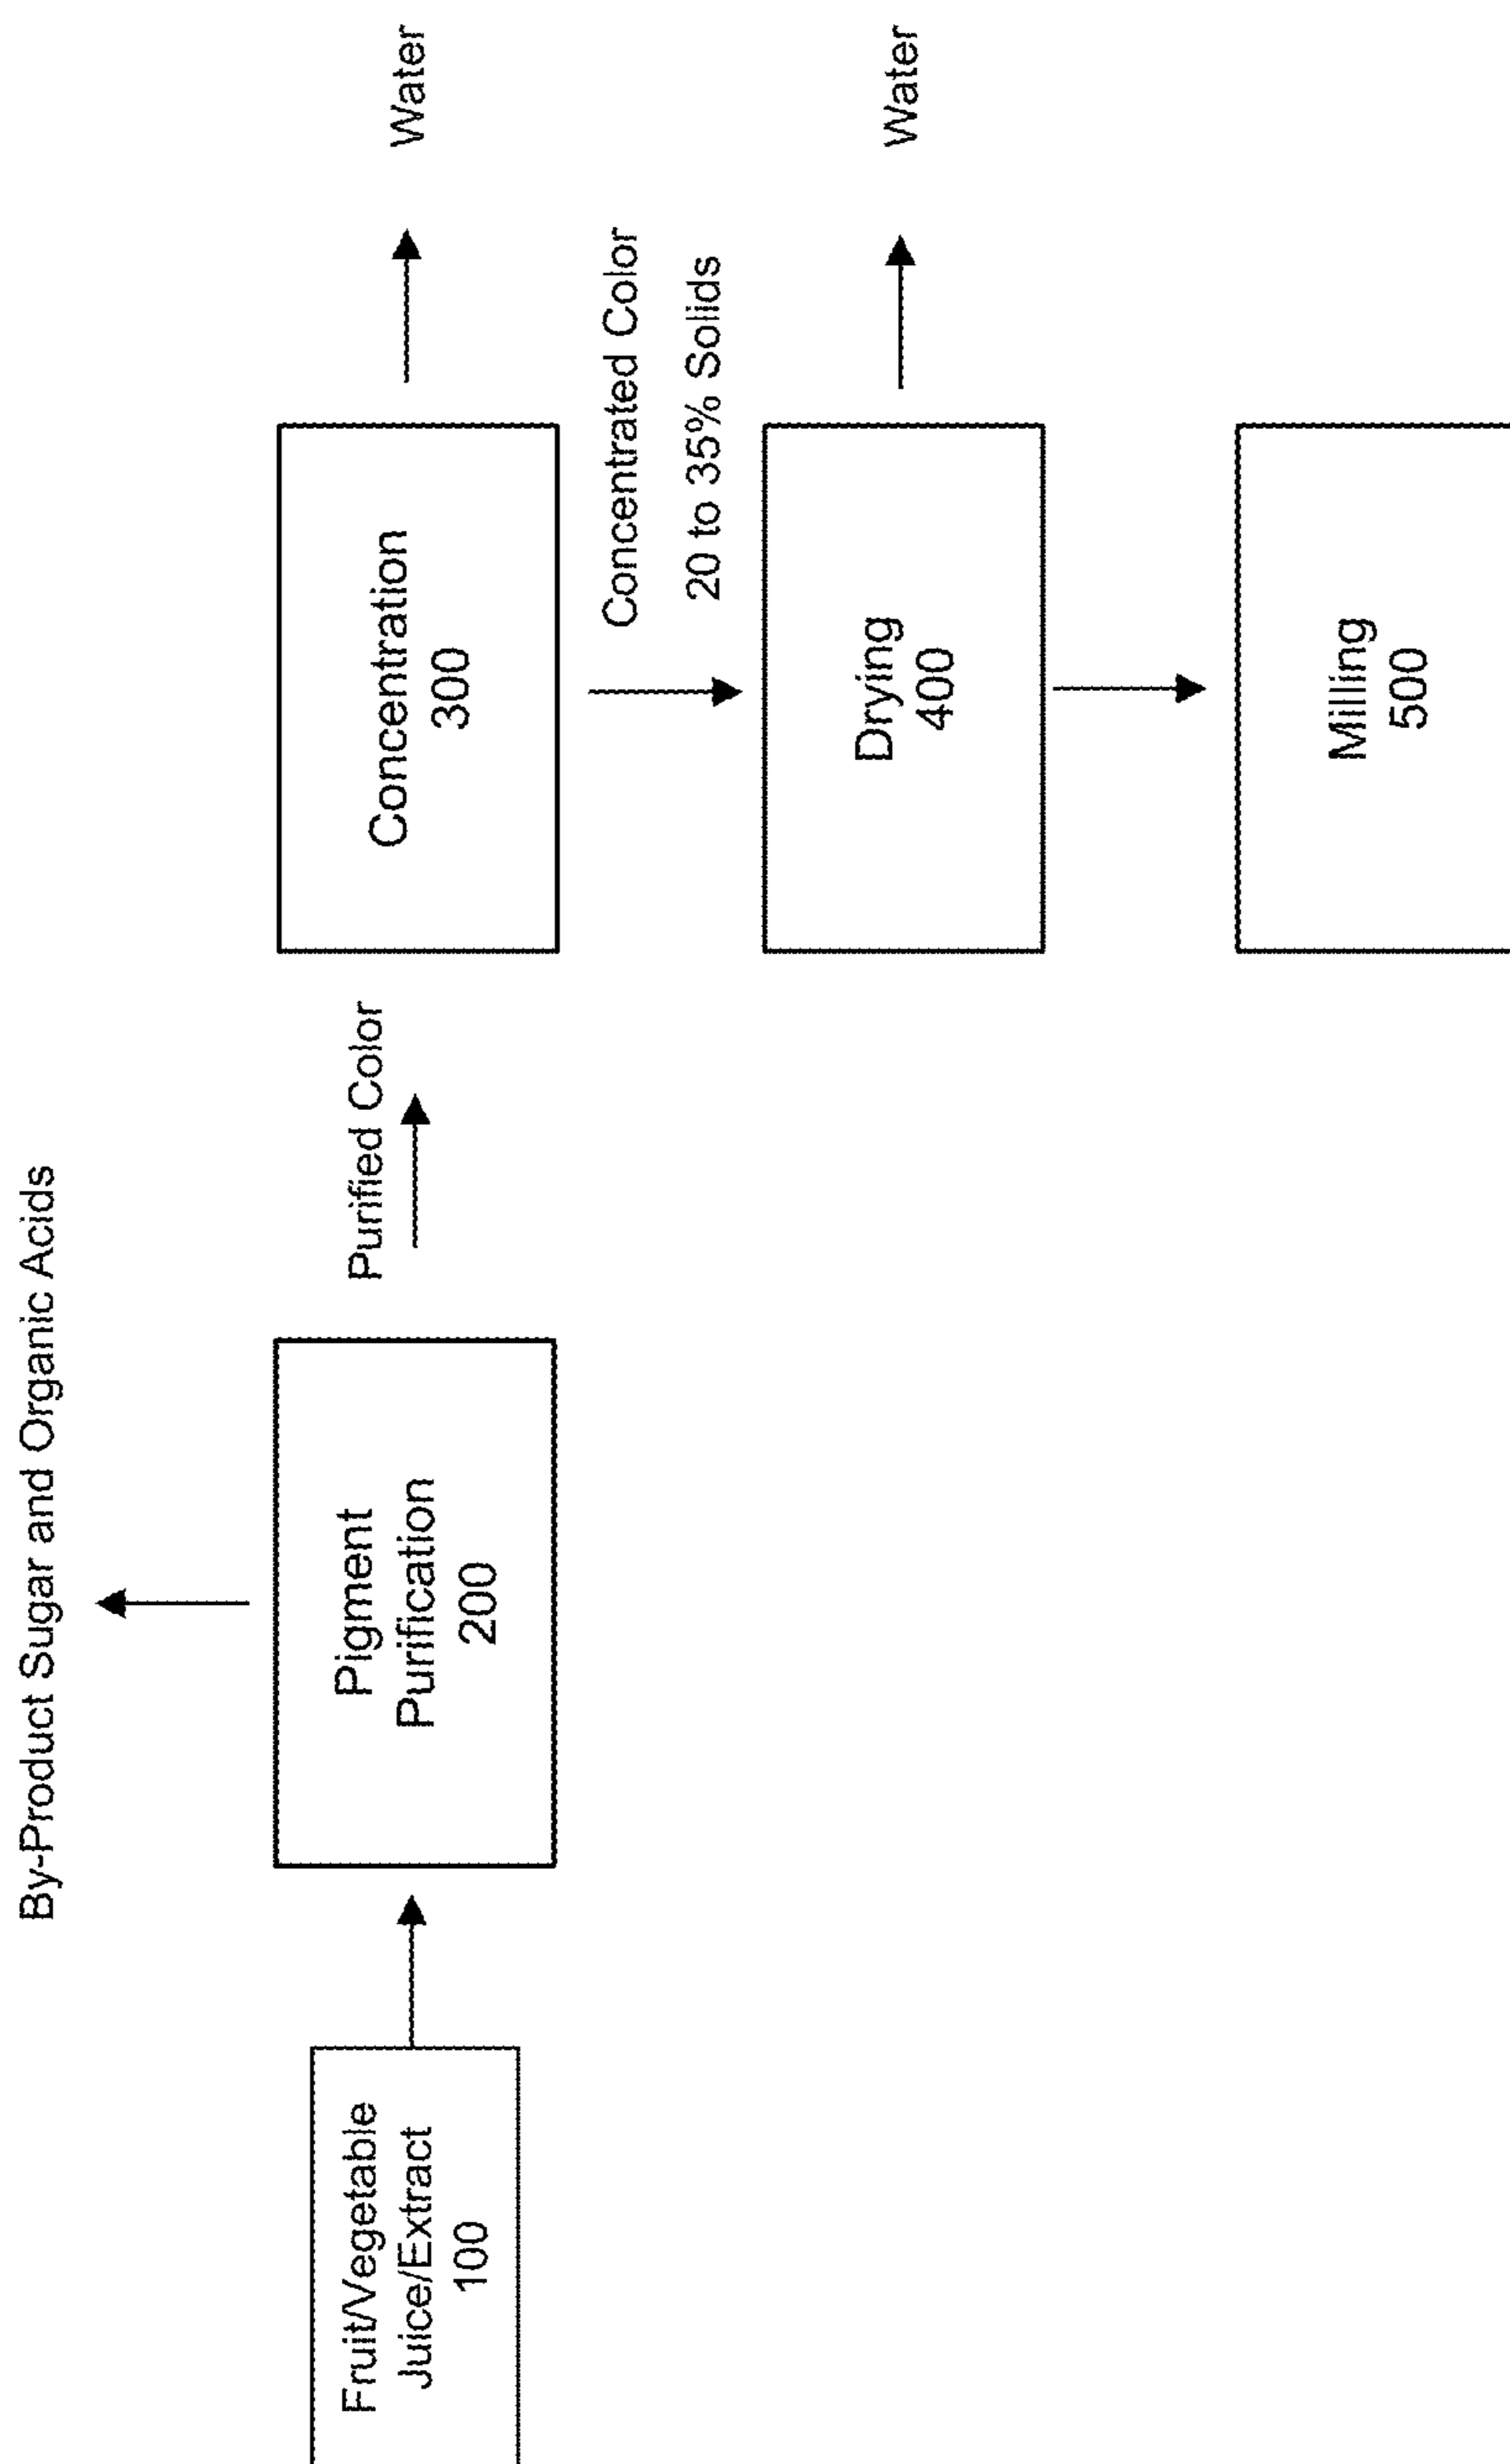 By-Product Sugar and Organic Acids
Fruit/Vegetable
Juice/Extract
100
Pigment
Purification
200
Purified Color
Concentration
300
Water
Concentrated Color
20 to 35% Solids
Drying
400
Water
Milling
500